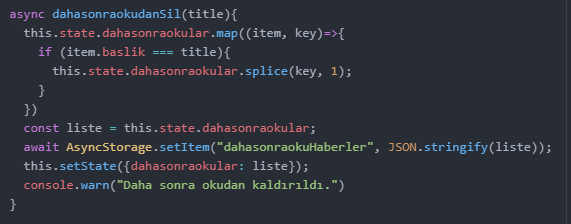 async dahasonraokudanSil(title){
  this.state.dahasonraokular.map((item, key)=>{
    if (item.baslik === title){
      this.state.dahasonraokular.splice(key, 1);
    }
  })
  const liste = this.state.dahasonraokular;
  await AsyncStorage.setItem("dahasonraokuHaberler", JSON.stringify(liste));
  this.setState({dahasonraokular: liste});
  console.warn("Daha sonra okudan kaldırıldı.")
}